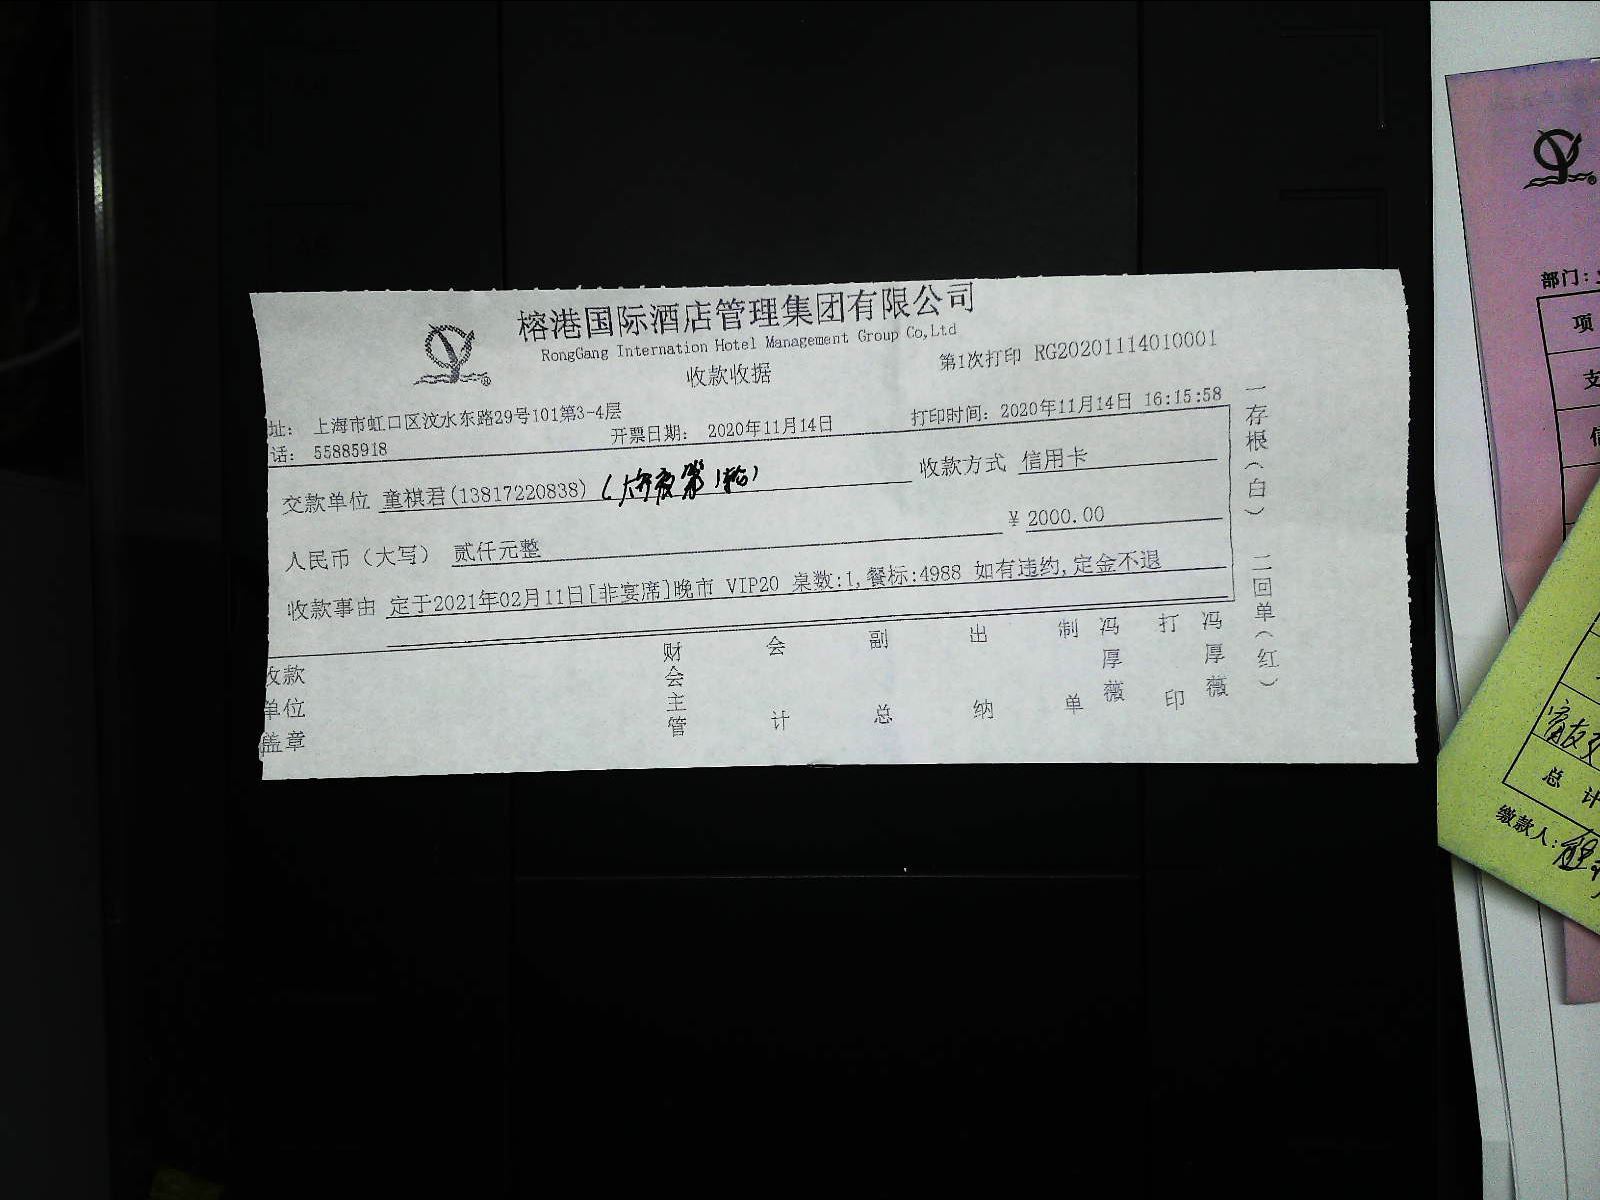 榕港国际酒店管理集团有限公司
RongGang Internation Hotel Management Group Co,Ltd
收款收据
第1次打印 RG20201114010001
址: 上海市虹口区汶水东路29号101第3-4层
话: 55885918
开票日期: 2020年11月14日
打印时间: 2020年11月14日 16:15:58
交款单位 童祺君(13817220838)
收款方式 信用卡
人民币(大写) 贰仟元整
¥ 2000.00
收款事由 定于2021年02月11日[非宴席]晚市 VIP20 桌数:1,餐标:4988 如有违约,定金不退
收款单位盖章
财会主管
会计
副总
出纳
制单
冯厚薇
打印
冯厚薇
一存根(白) 二回单(红)
部门:
项
支
总 计
缴款人: